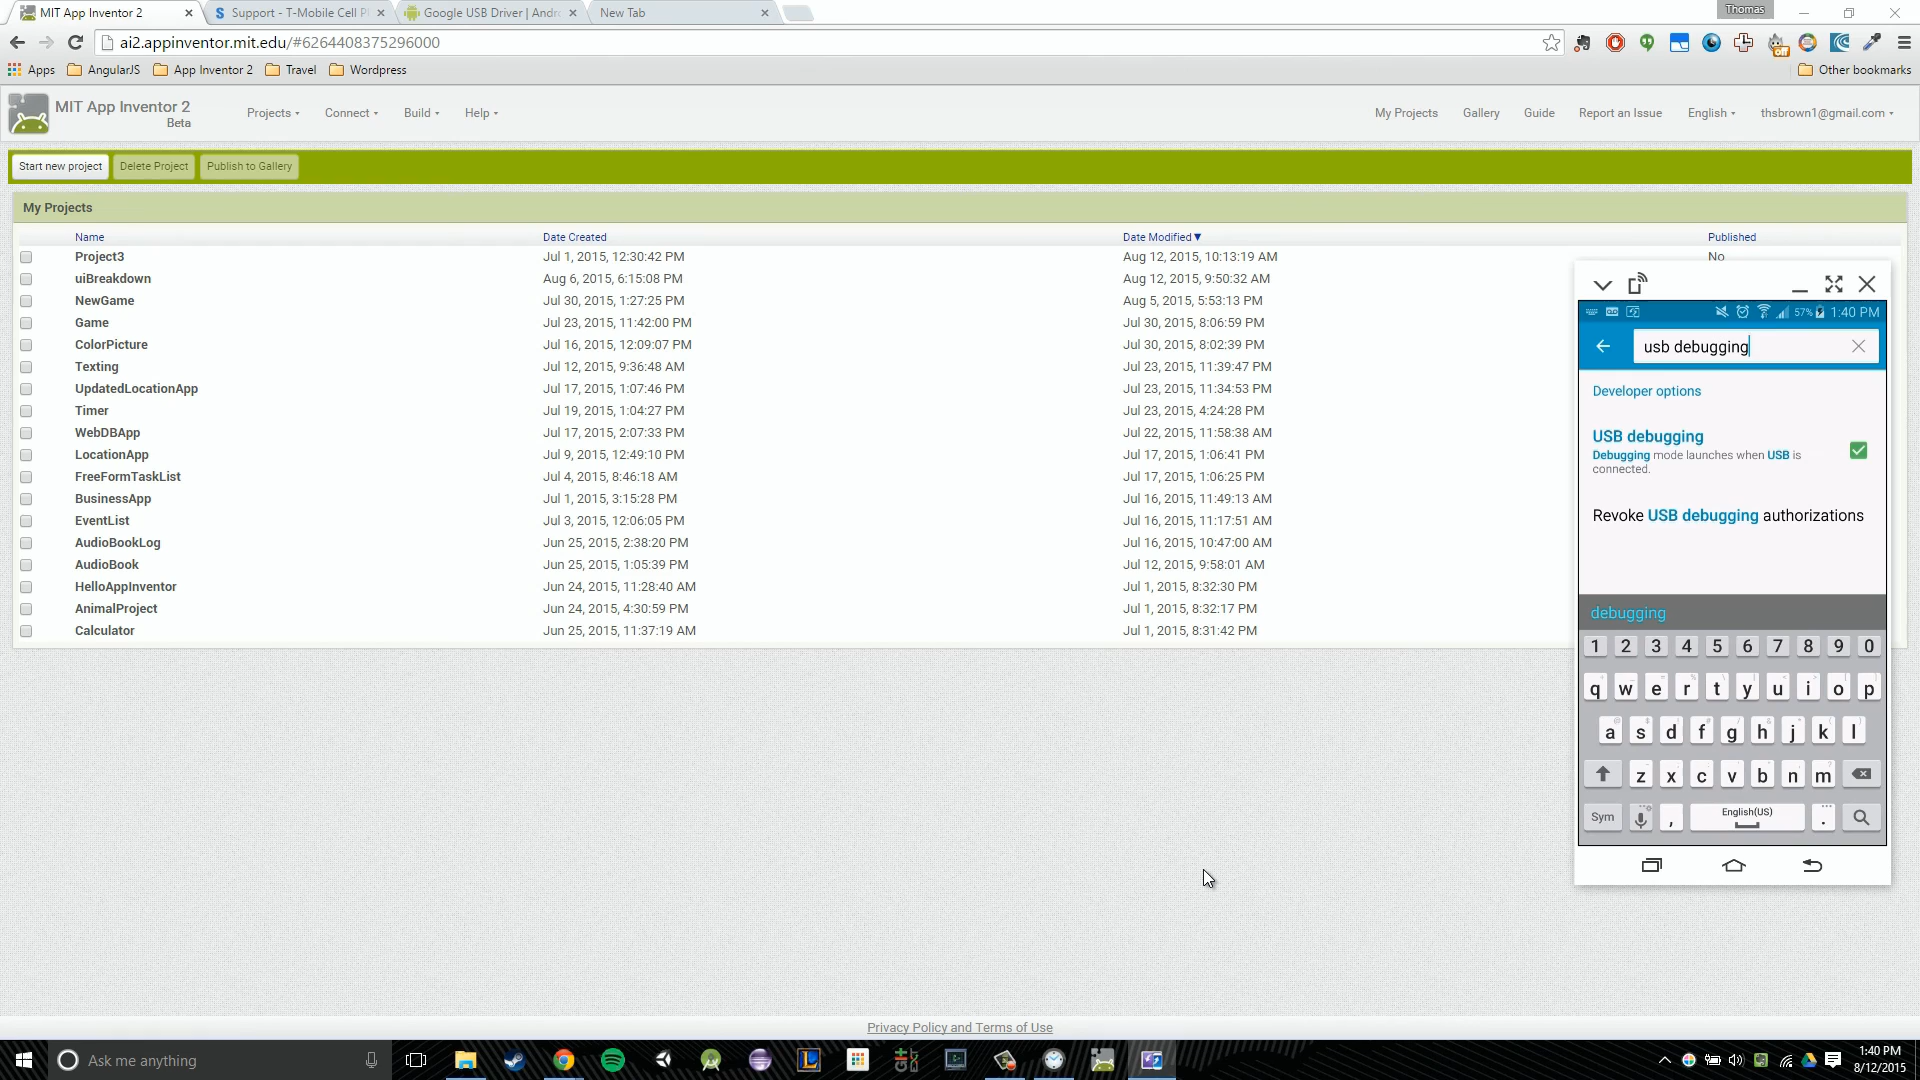 MIT App Inventor 2
Support - T-Mobile Cell P
Google USB Driver | Andr
New Tab
Thomas
ai2.appinventor.mit.edu/#6264408375296000
Apps
AngularJS
App Inventor 2
Travel
Wordpress
Other bookmarks
MIT App Inventor 2
Beta
Projects
Connect
Build
Help
My Projects
Gallery
Guide
Report an Issue
English
thsbrown1@gmail.com
Start new project
Delete Project
Publish to Gallery
My Projects
Name Date Created Date Modified Published
Project3 Jul 1, 2015, 12:30:42 PM Aug 12, 2015, 10:13:19 AM No
uiBreakdown Aug 6, 2015, 6:15:08 PM Aug 12, 2015, 9:50:32 AM
NewGame Jul 30, 2015, 1:27:25 PM Aug 5, 2015, 5:53:13 PM
Game Jul 23, 2015, 11:42:00 PM Jul 30, 2015, 8:06:59 PM
ColorPicture Jul 16, 2015, 12:09:07 PM Jul 30, 2015, 8:02:39 PM
Texting Jul 12, 2015, 9:36:48 AM Jul 23, 2015, 11:39:47 PM
UpdatedLocationApp Jul 17, 2015, 1:07:46 PM Jul 23, 2015, 11:34:53 PM
Timer Jul 19, 2015, 1:04:27 PM Jul 23, 2015, 4:24:28 PM
WebDBApp Jul 17, 2015, 2:07:33 PM Jul 22, 2015, 11:58:38 AM
LocationApp Jul 9, 2015, 12:49:10 PM Jul 17, 2015, 1:06:41 PM
FreeFormTaskList Jul 4, 2015, 8:46:18 AM Jul 17, 2015, 1:06:25 PM
BusinessApp Jul 1, 2015, 3:15:28 PM Jul 16, 2015, 11:49:13 AM
EventList Jul 3, 2015, 12:06:05 PM Jul 16, 2015, 11:17:51 AM
AudioBookLog Jun 25, 2015, 2:38:20 PM Jul 16, 2015, 10:47:00 AM
AudioBook Jun 25, 2015, 1:05:39 PM Jul 12, 2015, 9:58:01 AM
HelloAppInventor Jun 24, 2015, 11:28:40 AM Jul 1, 2015, 8:32:30 PM
AnimalProject Jun 24, 2015, 4:30:59 PM Jul 1, 2015, 8:32:17 PM
Calculator Jun 25, 2015, 11:37:19 AM Jul 1, 2015, 8:31:42 PM
57% 1:40 PM
usb debugging
Developer options
USB debugging
Debugging mode launches when USB is
connected.
Revoke USB debugging authorizations
debugging
1 2 3 4 5 6 7 8 9 0
q w e r t y u i o p
a s d f g h j k l
z x c v b n m
Sym , English(US) .
Privacy Policy and Terms of Use
Ask me anything
1:40 PM
8/12/2015